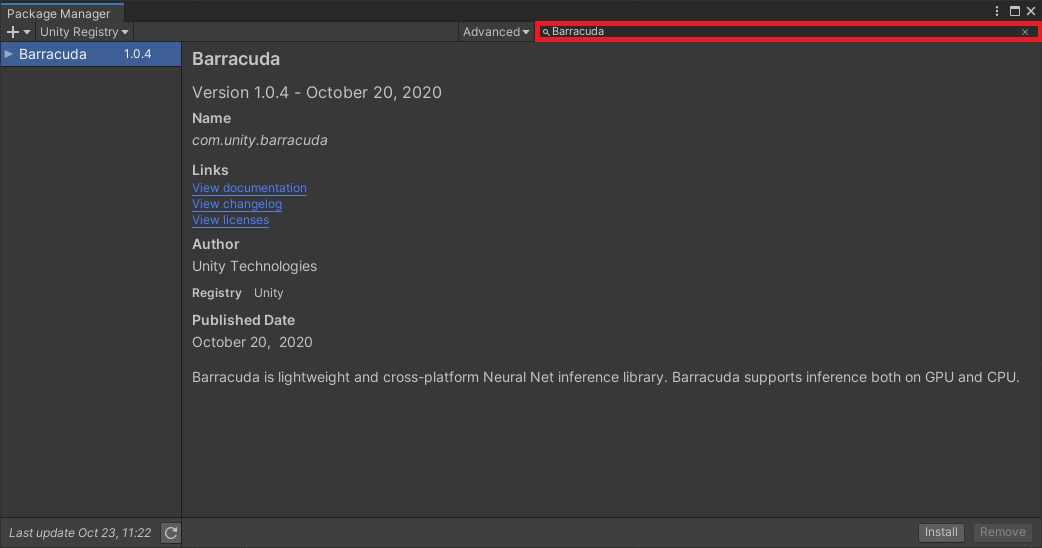 Package Manager
Unity Registry Advanced Barracuda
Barracuda 1.0.4
Barracuda
Version 1.0.4 - October 20, 2020
Name
com.unity.barracuda
Links
View documentation
View changelog
View licenses
Author
Unity Technologies
Registry Unity
Published Date
October 20, 2020
Barracuda is lightweight and cross-platform Neural Net inference library. Barracuda supports inference both on GPU and CPU.
Last update Oct 23, 11:22 Install Remove